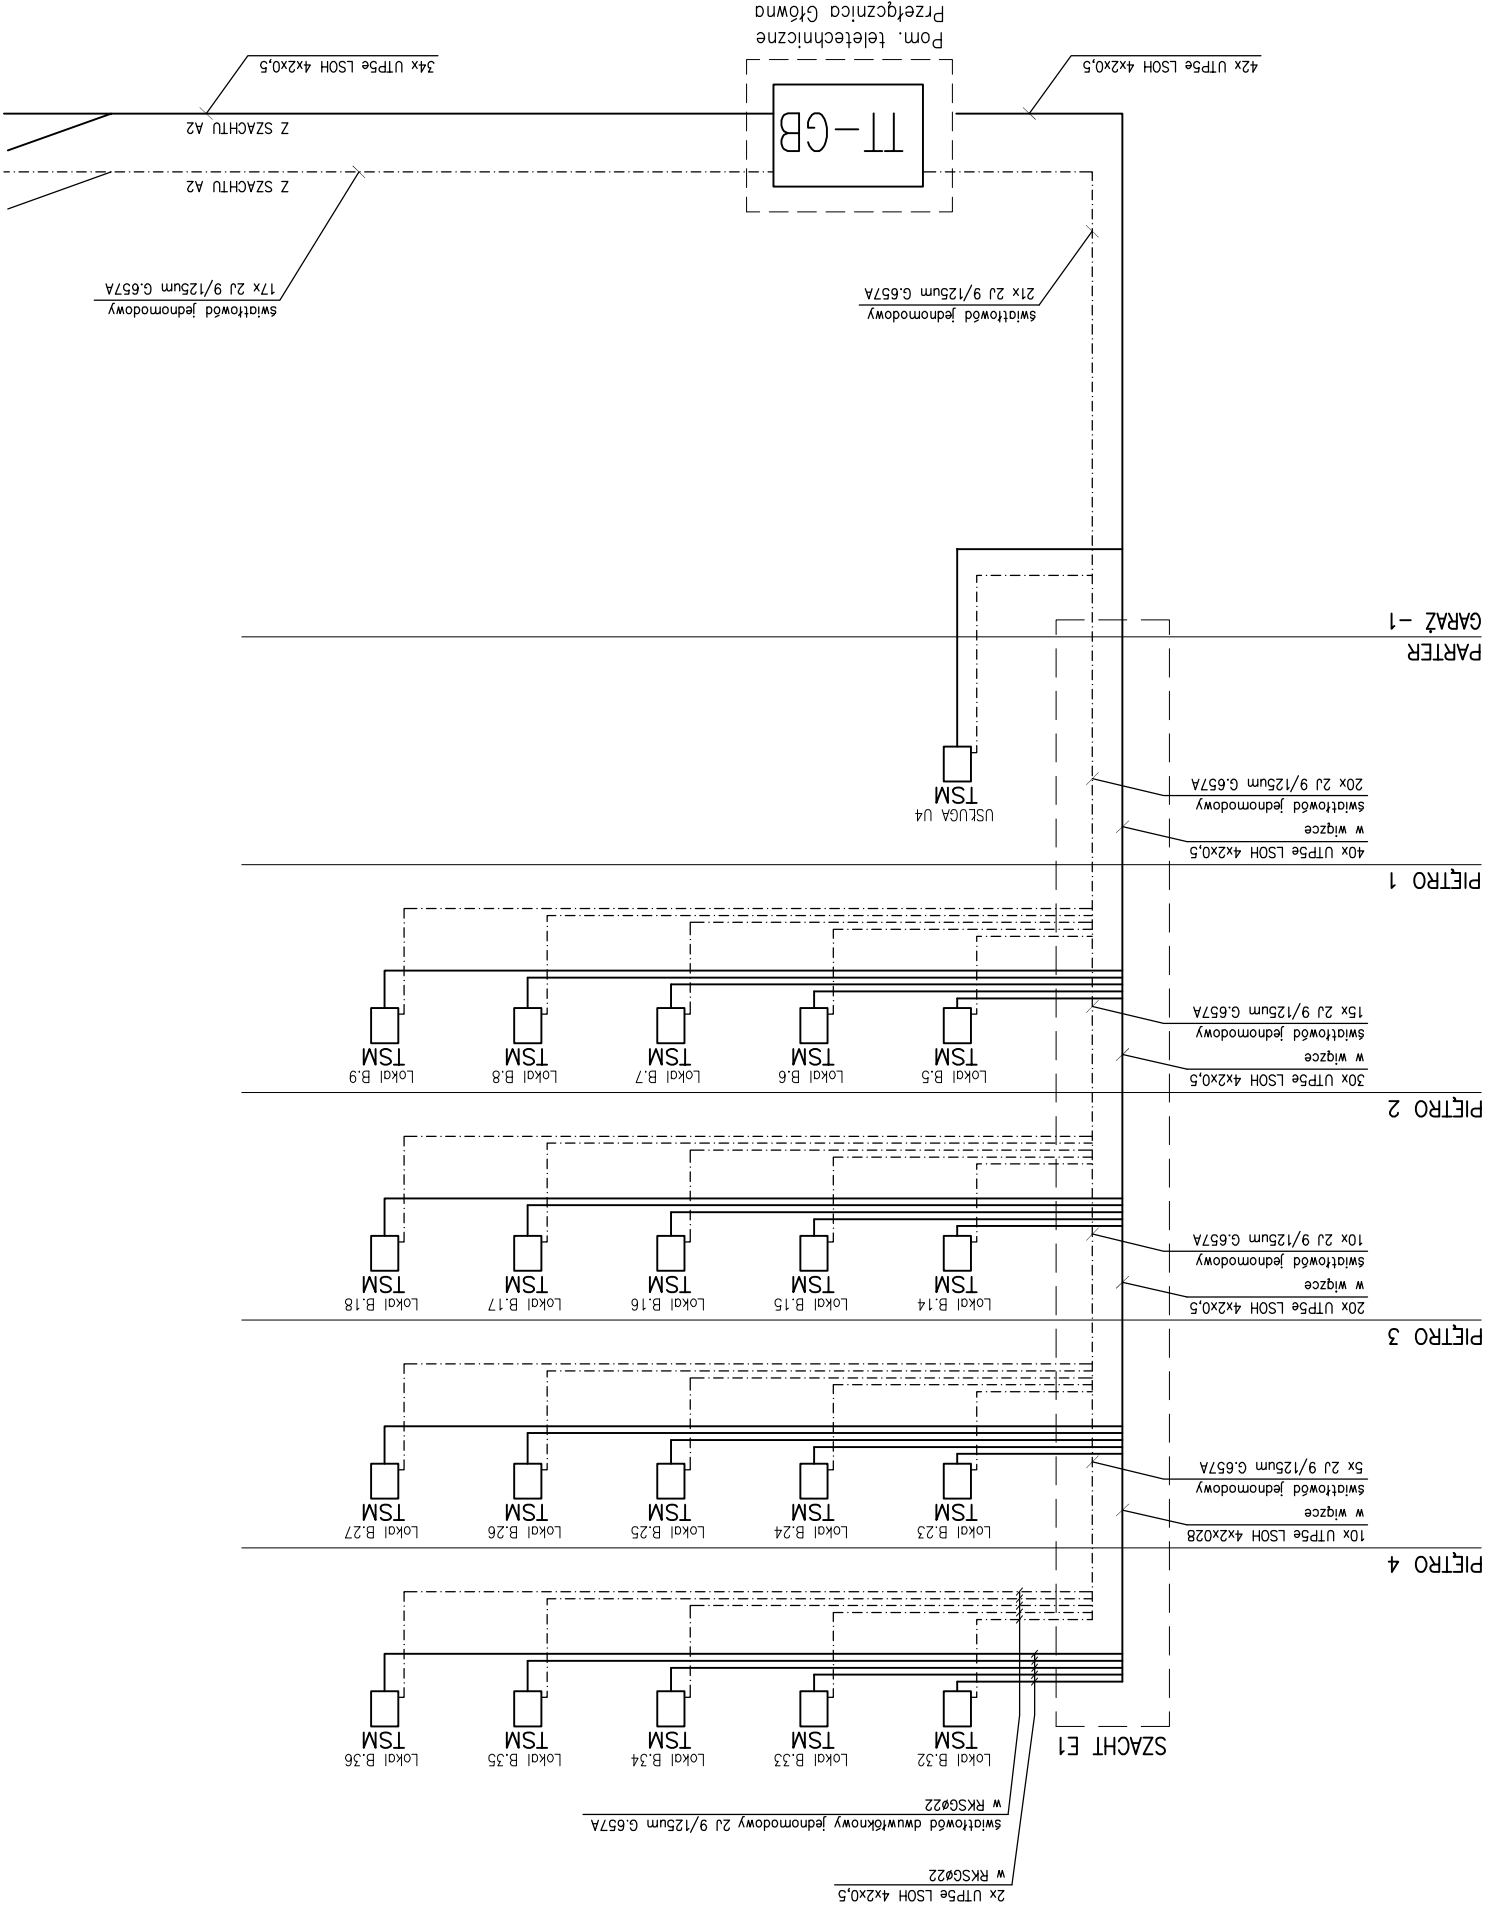 2x UTP5e LSOH 4x2x0,5
w RKSGø22
światłowód dwuwłóknowy jednomodowy 2J 9/125um G.657A
w RKSGø22
SZACHT E1
Lokal B.32
TSM
Lokal B.33
TSM
Lokal B.34
TSM
Lokal B.35
TSM
Lokal B.36
TSM
PIĘTRO 4
10x UTP5e LSOH 4x2x028
w wiązce
światłowód jednomodowy
5x 2J 9/125um G.657A
Lokal B.23
TSM
Lokal B.24
TSM
Lokal B.25
TSM
Lokal B.26
TSM
Lokal B.27
TSM
PIĘTRO 3
20x UTP5e LSOH 4x2x0,5
w wiązce
światłowód jednomodowy
10x 2J 9/125um G.657A
Lokal B.14
TSM
Lokal B.15
TSM
Lokal B.16
TSM
Lokal B.17
TSM
Lokal B.18
TSM
PIĘTRO 2
30x UTP5e LSOH 4x2x0,5
w wiązce
światłowód jednomodowy
15x 2J 9/125um G.657A
Lokal B.5
TSM
Lokal B.6
TSM
Lokal B.7
TSM
Lokal B.8
TSM
Lokal B.9
TSM
PIĘTRO 1
40x UTP5e LSOH 4x2x0,5
w wiązce
światłowód jednomodowy
20x 2J 9/125um G.657A
USŁUGA U4
TSM
PARTER
GARAŻ -1
światłowód jednomodowy
21x 2J 9/125um G.657A
światłowód jednomodowy
17x 2J 9/125um G.657A
Z SZACHTU A2
Z SZACHTU A2
TT-GB
42x UTP5e LSOH 4x2x0,5
34x UTP5e LSOH 4x2x0,5
Pom. teletechniczne
Przełącznica Główna